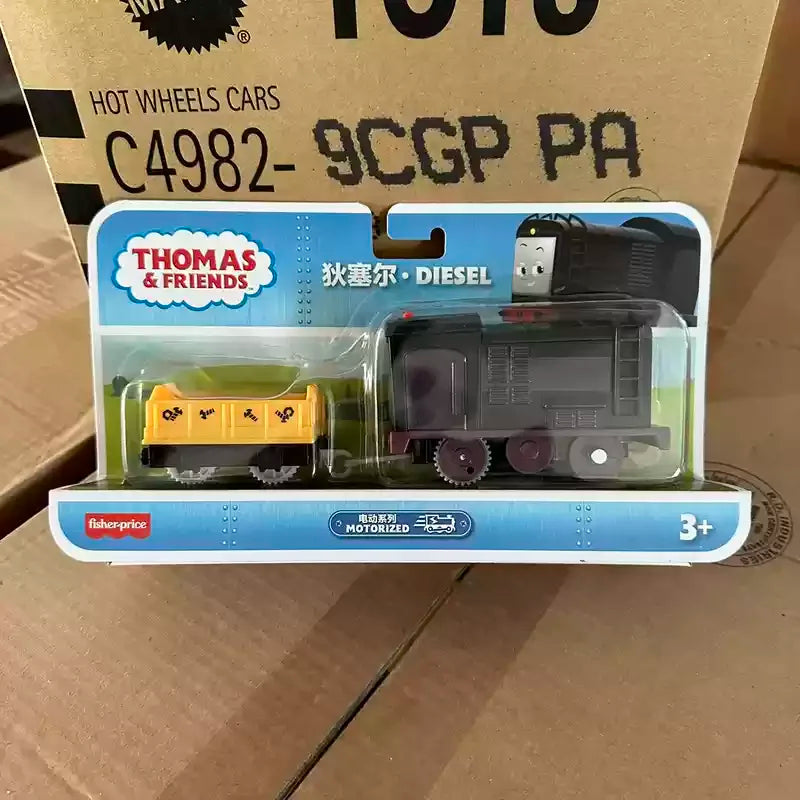 HOT WHEELS CARS
C4982- 9CGP PA
THOMAS
& FRIENDS
狄塞尔·DIESEL
fisher-price
电动系列
MOTORIZED
3+